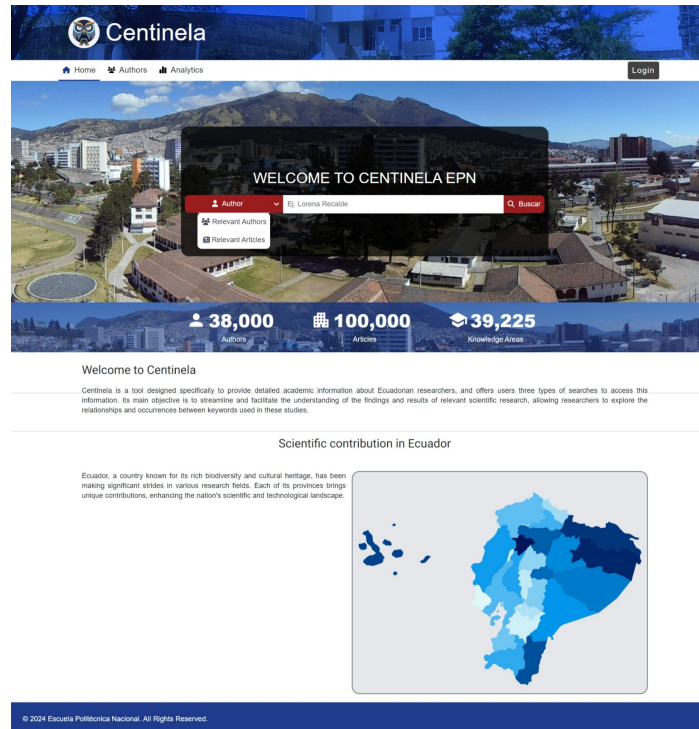 Centinela
Home Authors Analytics Login
WELCOME TO CENTINELA EPN
Author Ej, Lorena Recalde Buscar
Relevant Authors
Relevant Articles
38,000 100,000 39,225
Authors Articles Knowledge Areas
Welcome to Centinela
Centinela is a tool designed specifically to provide detailed academic information about Ecuadorian researchers, and offers users three types of searches to access this
information. Its main objective is to streamline and facilitate the understanding of the findings and results of relevant scientific research, allowing researchers to explore the
relationships and occurrences between keywords used in these studies.
Scientific contribution in Ecuador
Ecuador, a country known for its rich biodiversity and cultural heritage, has been
making significant strides in various research fields. Each of its provinces brings
unique contributions, enhancing the nation's scientific and technological landscape.
© 2024 Escuela Politécnica Nacional. All Rights Reserved.